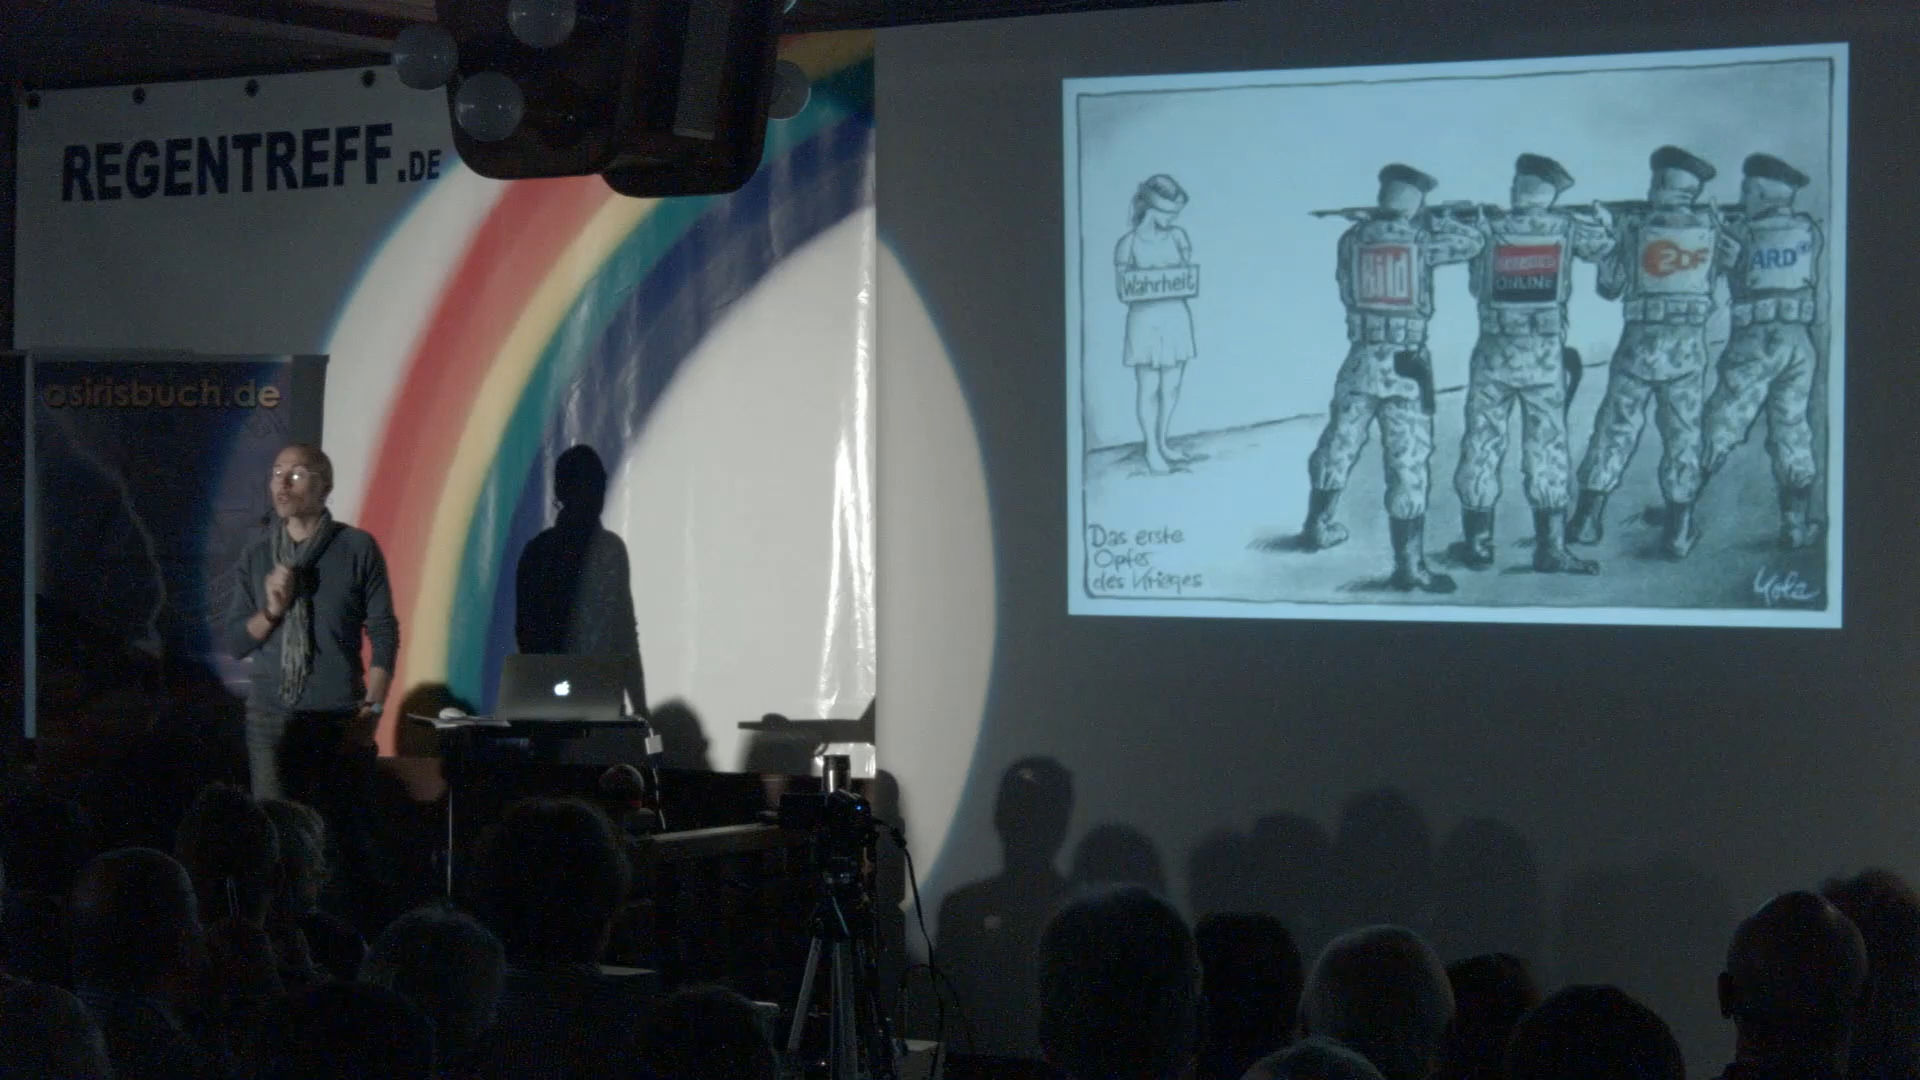 REGENTREFF.DE
osirisbuch.de
Wahrheit
Bild
ONLINE
ZDF
ARD
Das erste
Opfer
des Krieges